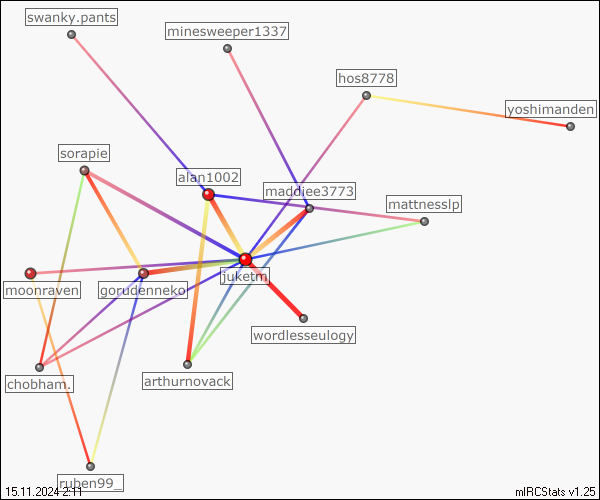 swanky.pants
minesweeper1337
hos8778
yoshimanden
sorapie
alan1002
maddiee3773
mattnesslp
moonraven
gorudenneko
juketm
wordlesseulogy
chobham.
arthurnovack
ruben99_
15.11.2024 2:11
mIRCStats v1.25